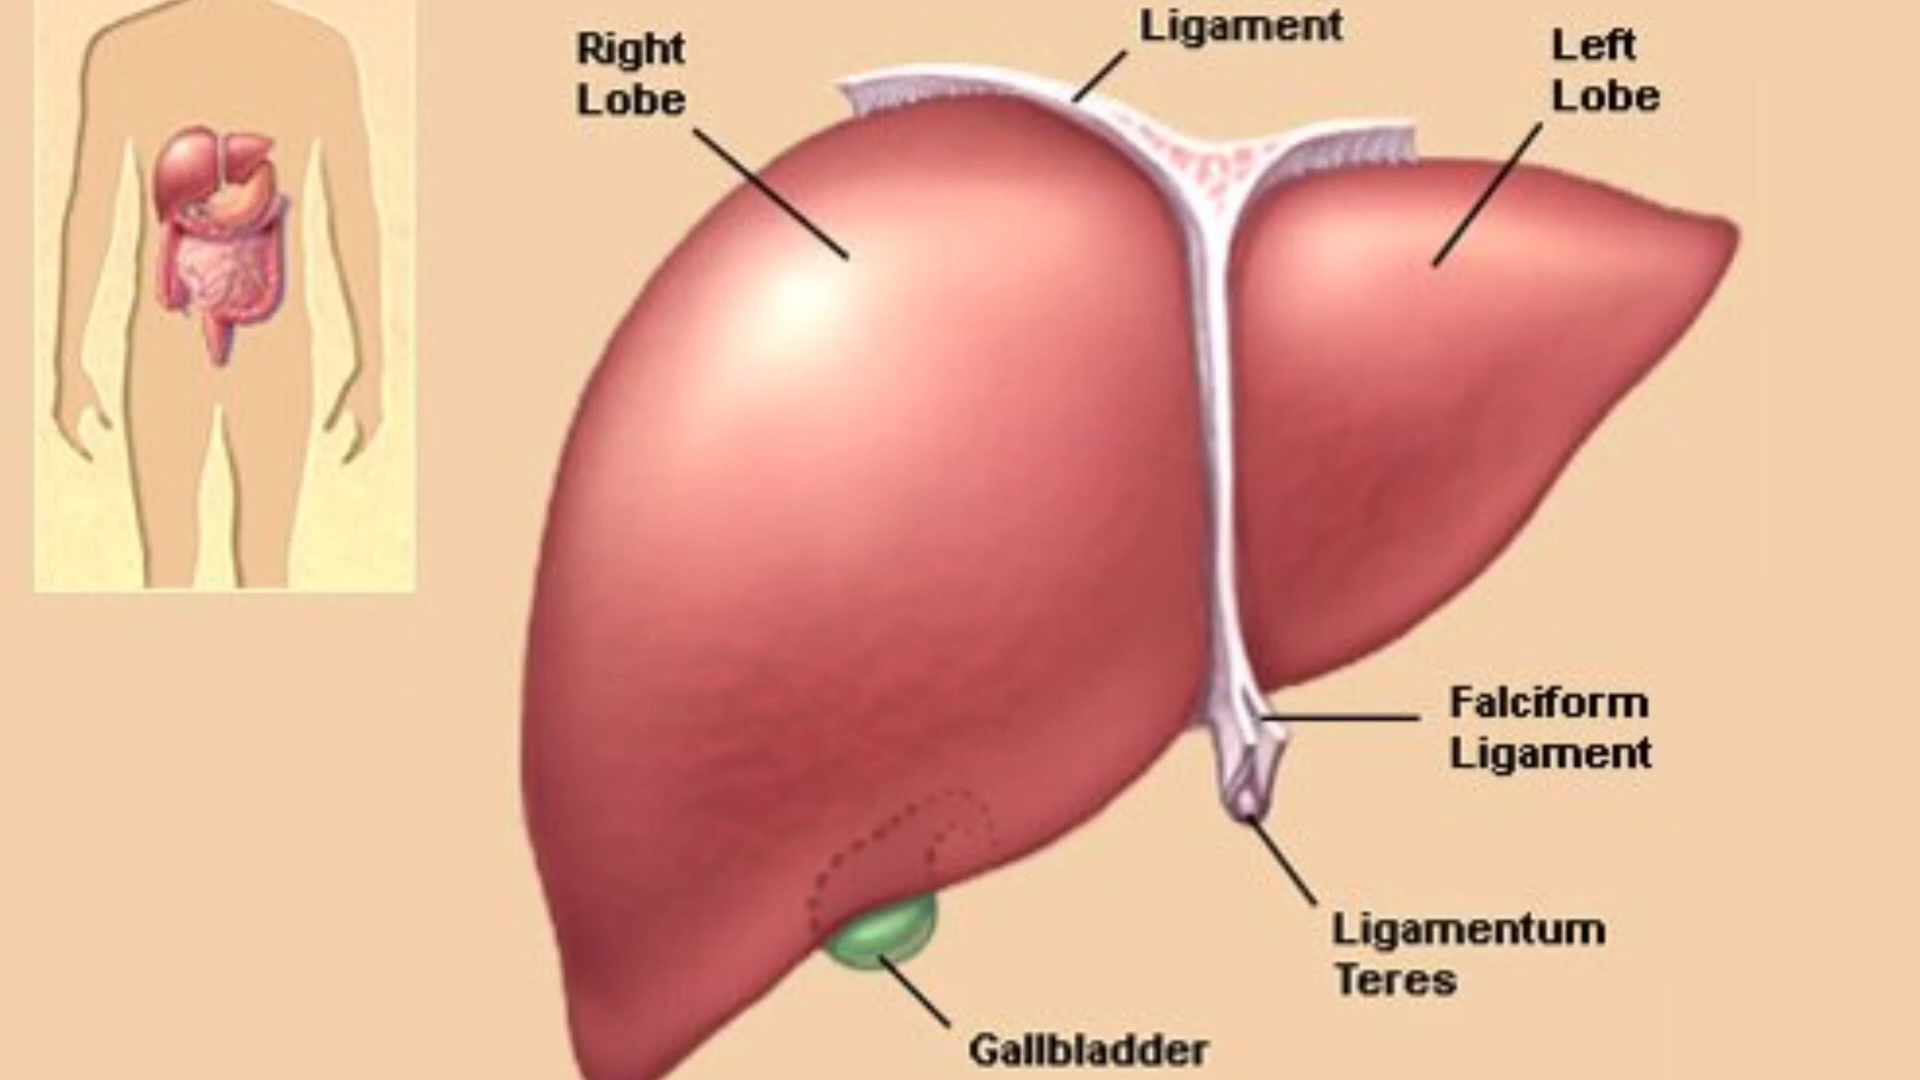 Ligament
Right
Lobe
Left
Lobe
Falciform
Ligament
Ligamentum
Teres
Gallbladder